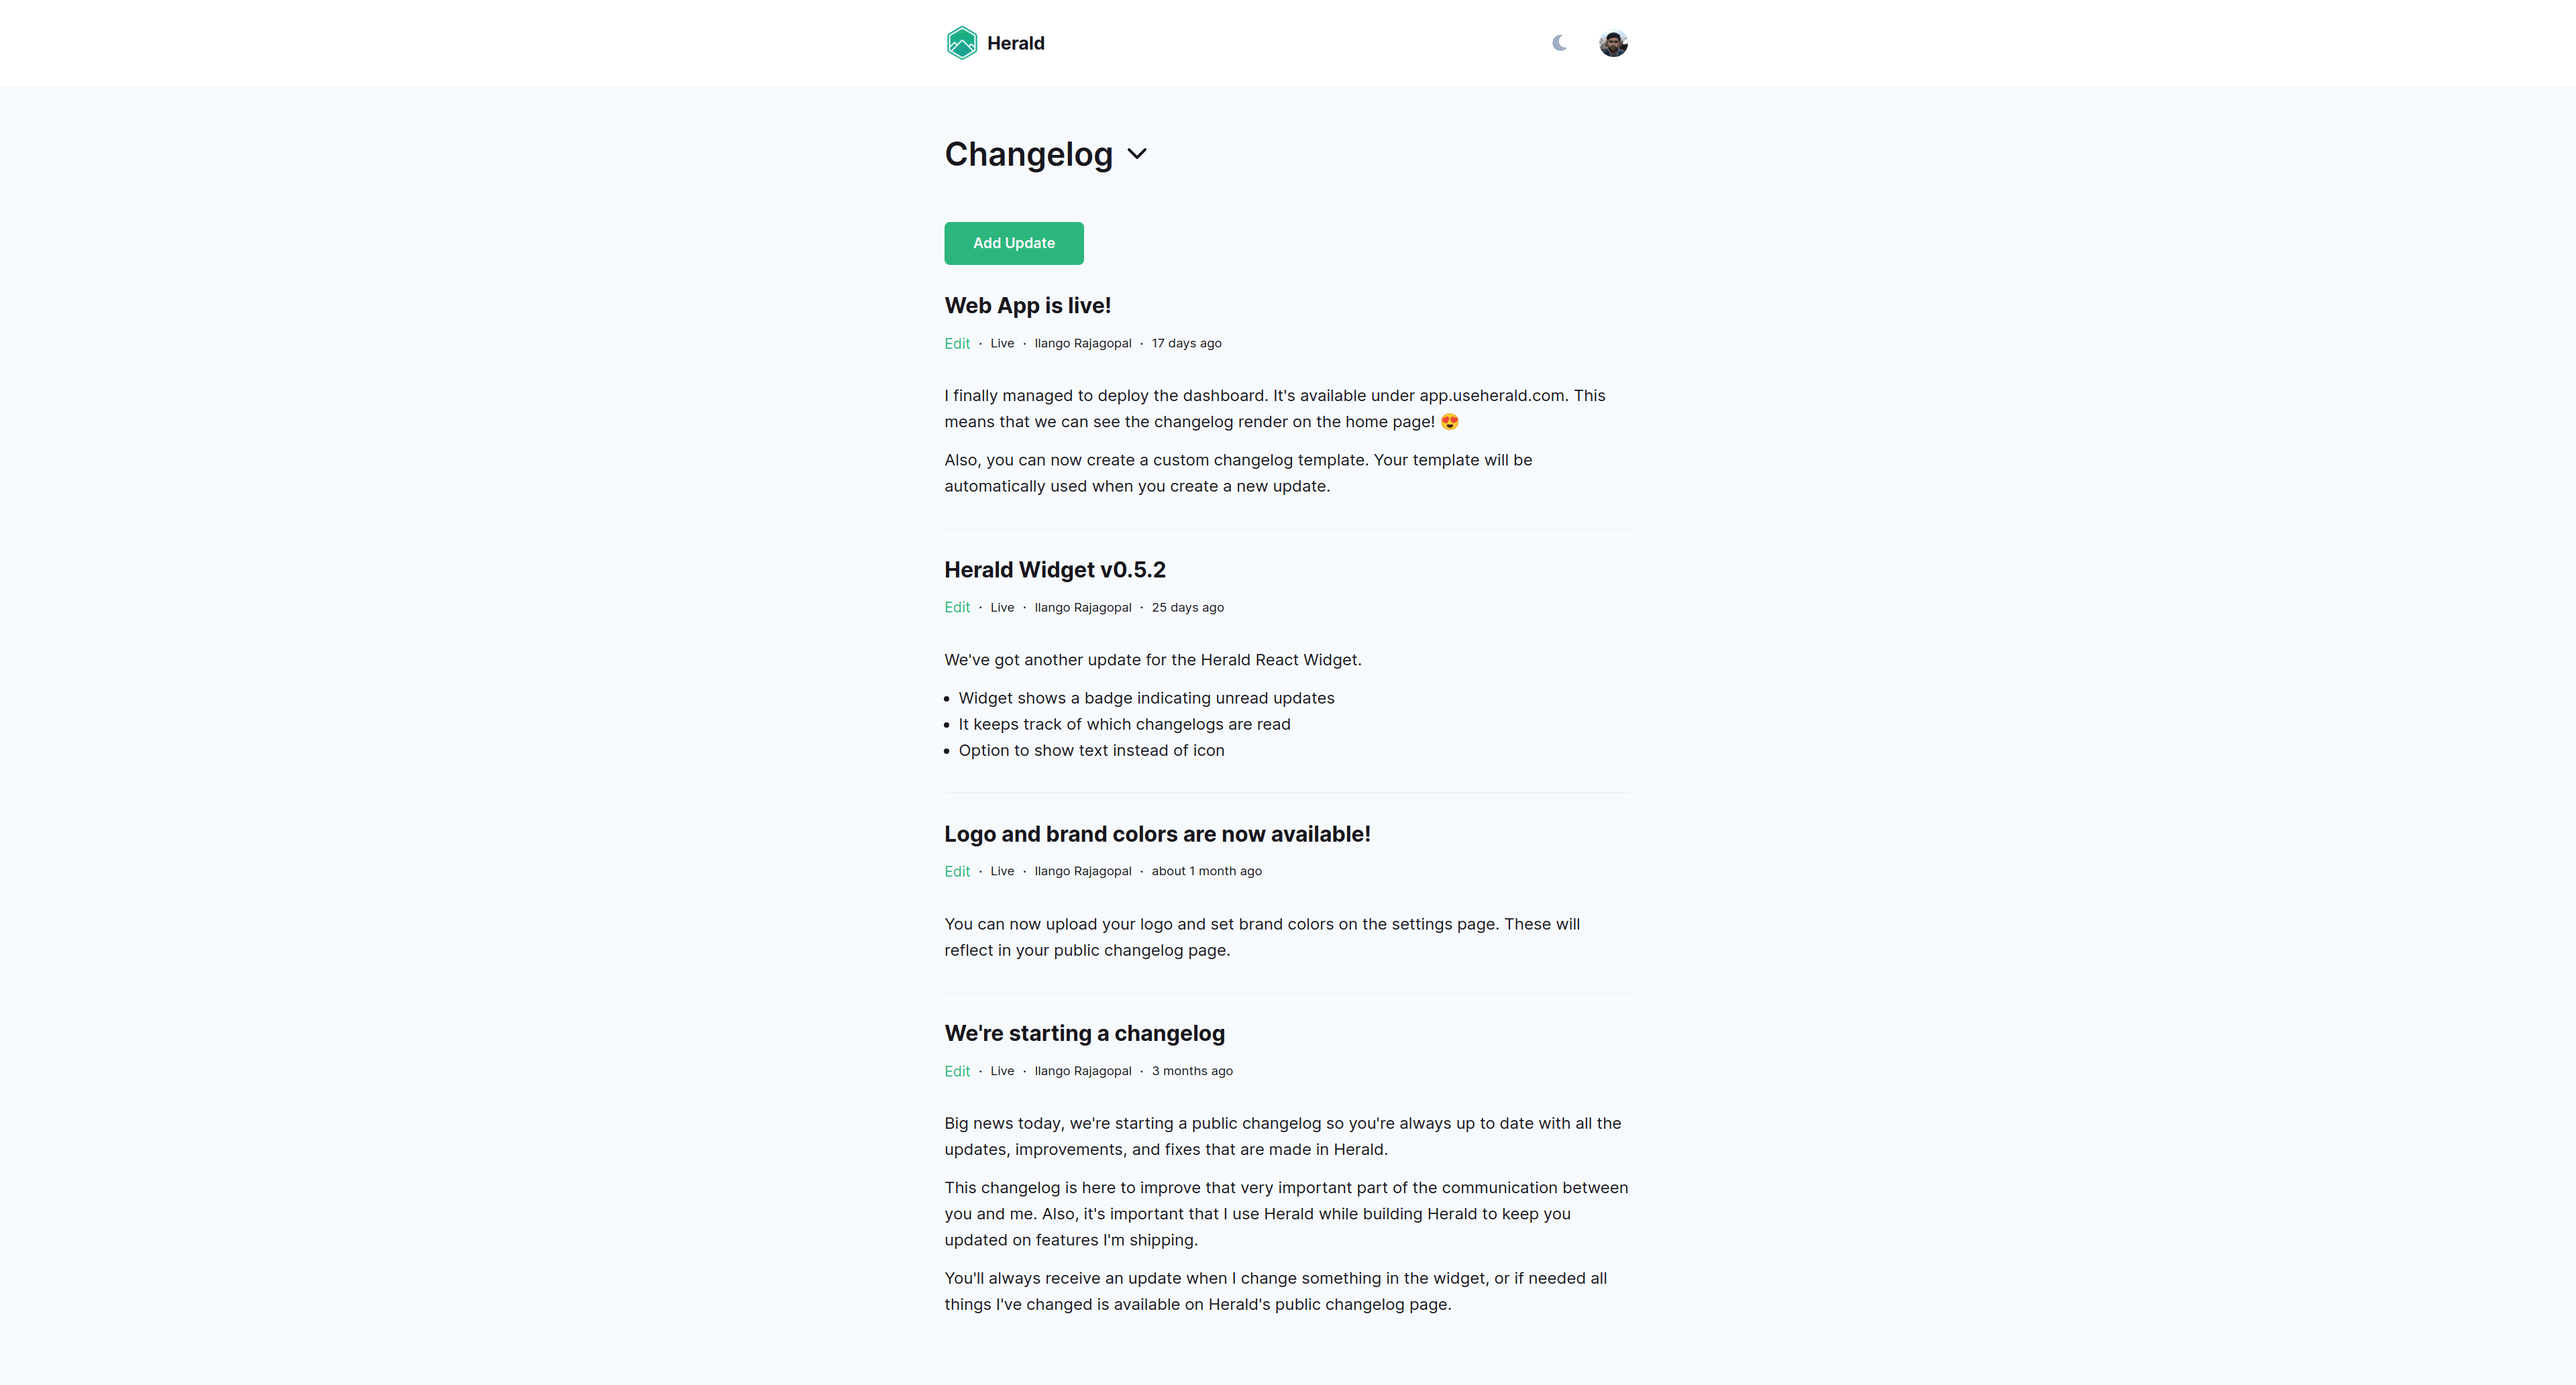 Herald
Changelog
Add Update
Web App is live!
Edit · Live · Ilango Rajagopal · 17 days ago
I finally managed to deploy the dashboard. It's available under app.useherald.com. This
means that we can see the changelog render on the home page! 😍
Also, you can now create a custom changelog template. Your template will be
automatically used when you create a new update.
Herald Widget v0.5.2
Edit · Live · Ilango Rajagopal · 25 days ago
We've got another update for the Herald React Widget.
• Widget shows a badge indicating unread updates
• It keeps track of which changelogs are read
• Option to show text instead of icon
Logo and brand colors are now available!
Edit · Live · Ilango Rajagopal · about 1 month ago
You can now upload your logo and set brand colors on the settings page. These will
reflect in your public changelog page.
We're starting a changelog
Edit · Live · Ilango Rajagopal · 3 months ago
Big news today, we're starting a public changelog so you're always up to date with all the
updates, improvements, and fixes that are made in Herald.
This changelog is here to improve that very important part of the communication between
you and me. Also, it's important that I use Herald while building Herald to keep you
updated on features I'm shipping.
You'll always receive an update when I change something in the widget, or if needed all
things I've changed is available on Herald's public changelog page.